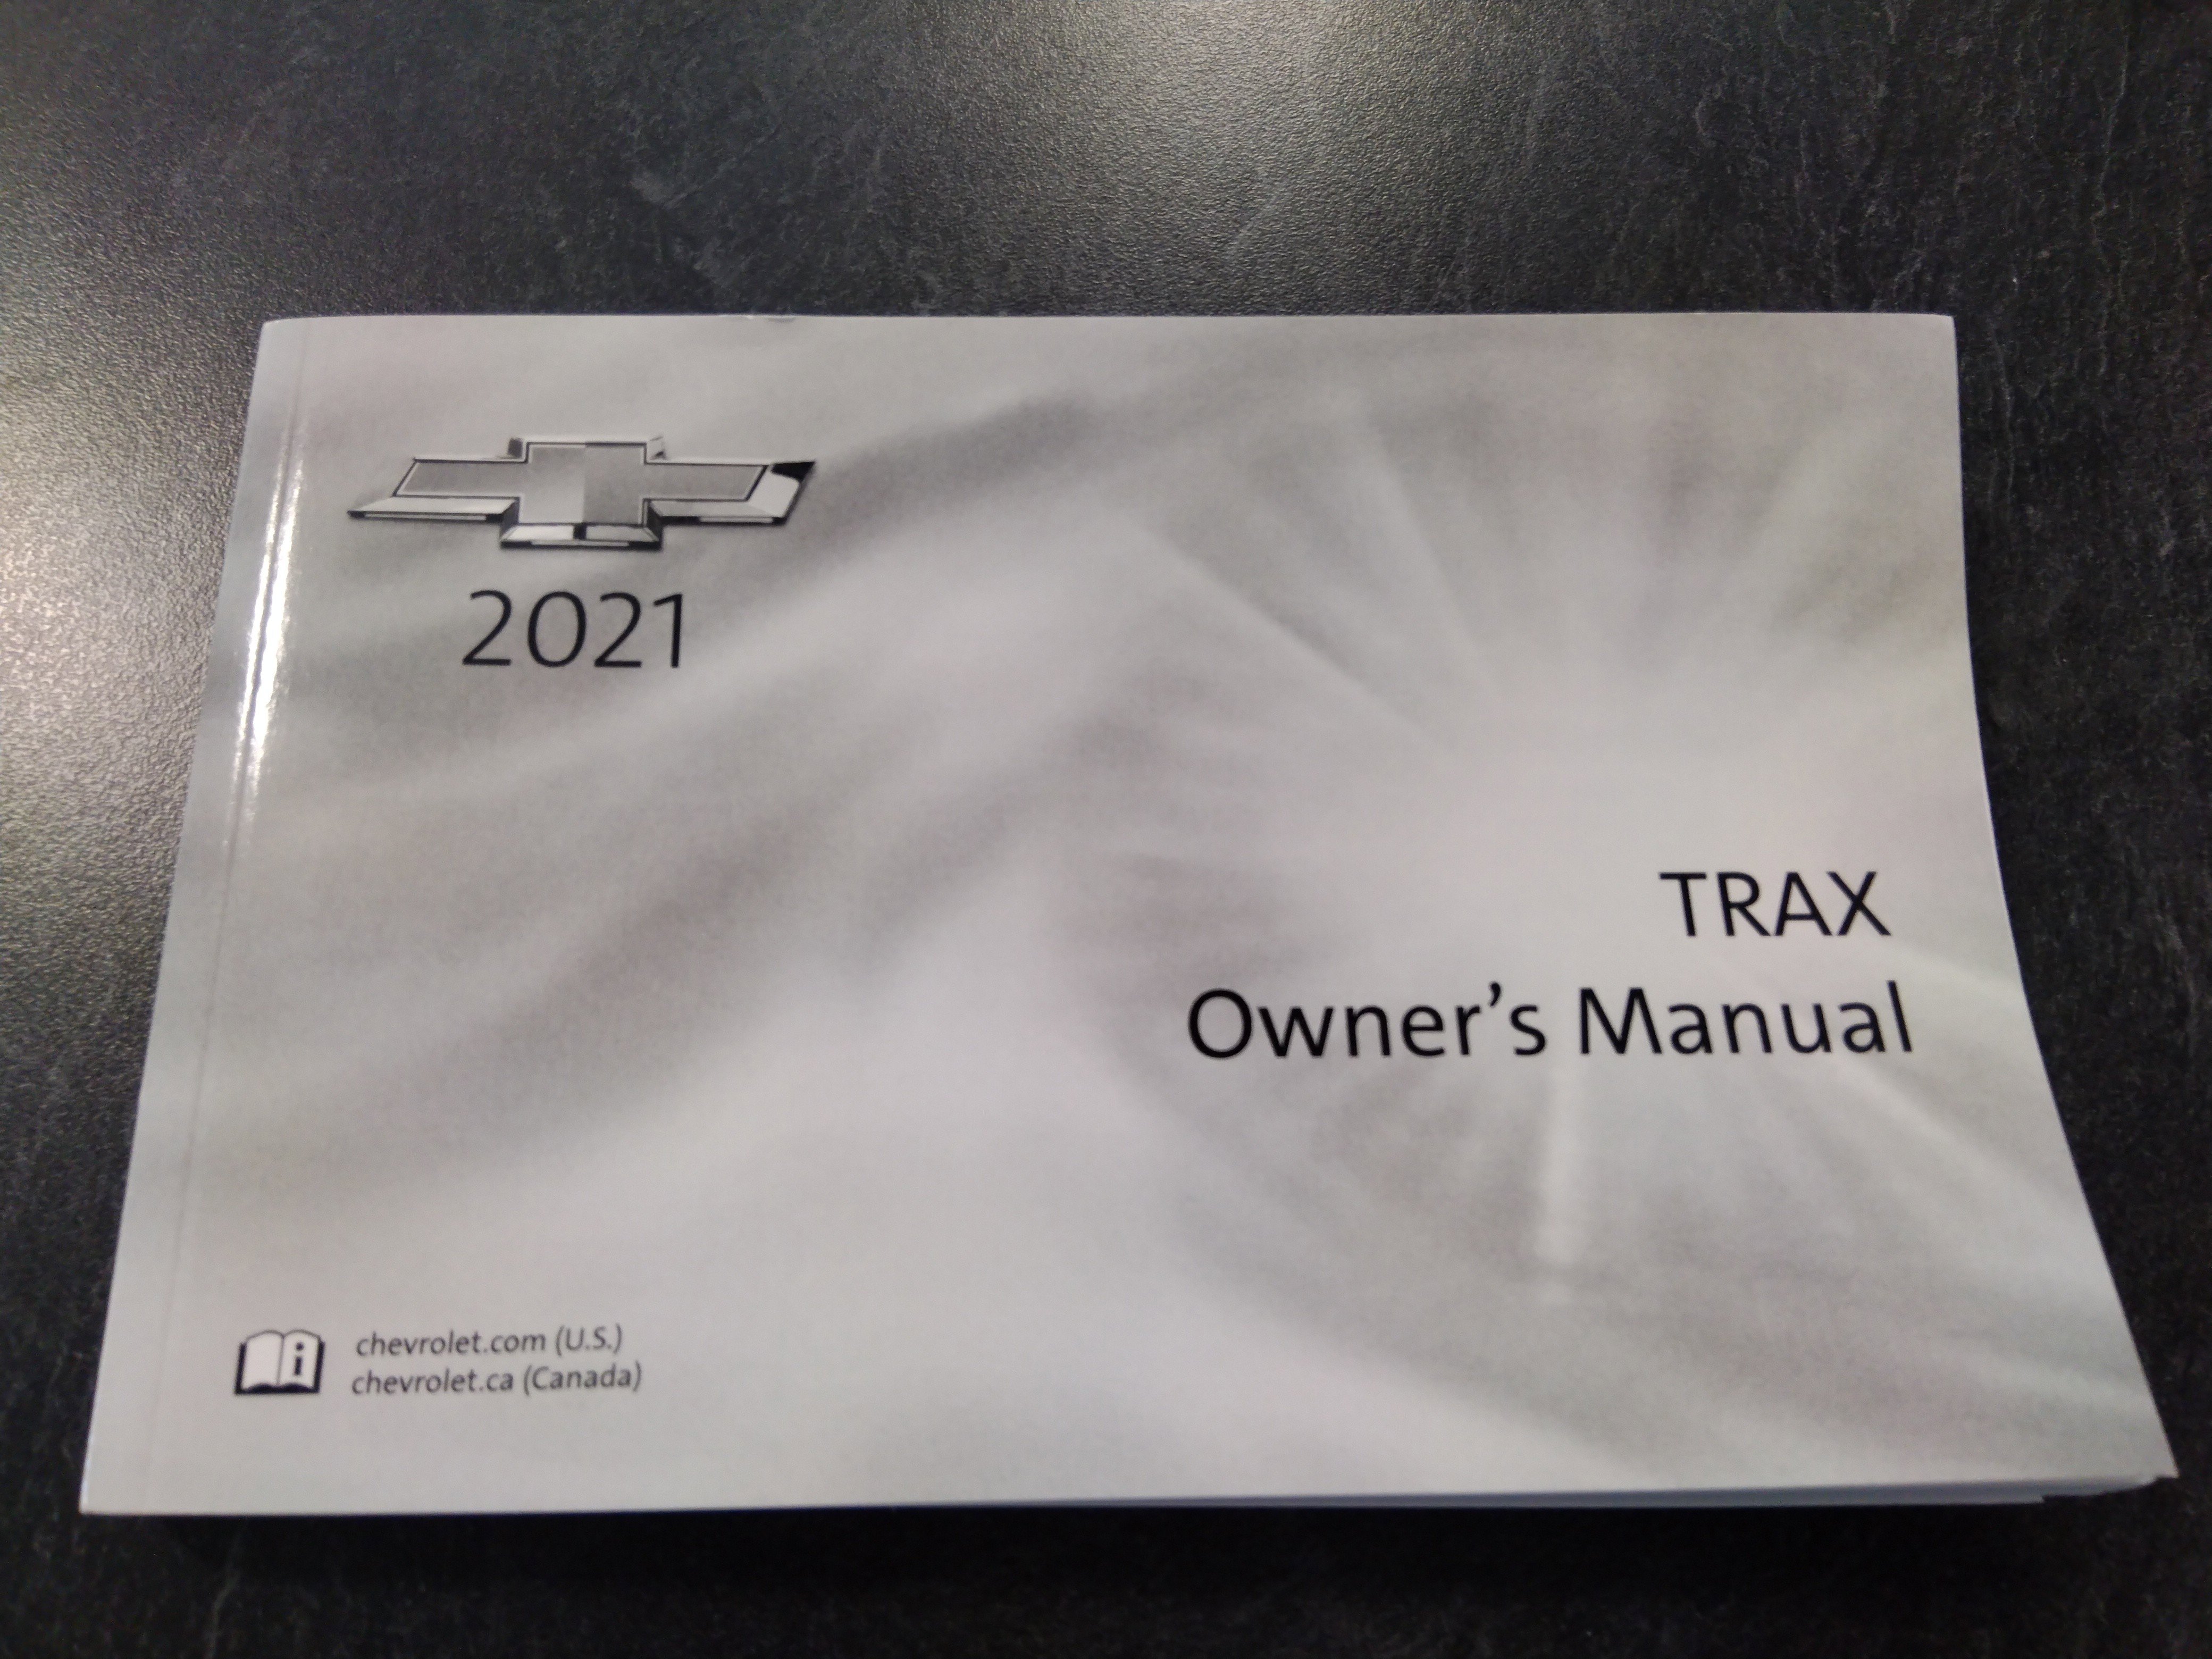 2021
TRAX
Owner's Manual
i
chevrolet.com (U.S.)
chevrolet.ca (Canada)